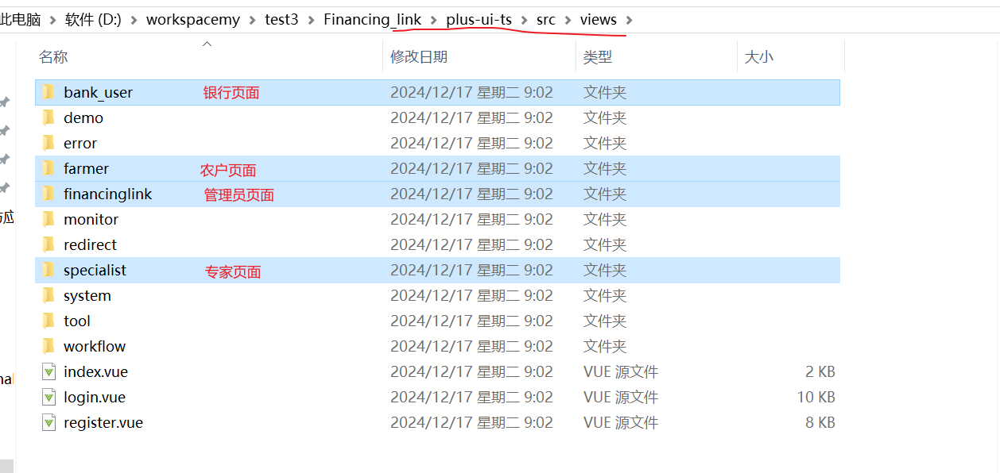 此电脑 › 软件 (D:) › workspacemy › test3 › Financing_link › plus-ui-ts › src › views ›
名称 修改日期 类型 大小
bank_user 银行页面 2024/12/17 星期二 9:02 文件夹
demo 2024/12/17 星期二 9:02 文件夹
error 2024/12/17 星期二 9:02 文件夹
farmer 农户页面 2024/12/17 星期二 9:02 文件夹
financinglink 管理员页面 2024/12/17 星期二 9:02 文件夹
monitor 2024/12/17 星期二 9:02 文件夹
redirect 2024/12/17 星期二 9:02 文件夹
specialist 专家页面 2024/12/17 星期二 9:02 文件夹
system 2024/12/17 星期二 9:02 文件夹
tool 2024/12/17 星期二 9:02 文件夹
workflow 2024/12/17 星期二 9:02 文件夹
index.vue 2024/12/17 星期二 9:02 VUE 源文件 2 KB
login.vue 2024/12/17 星期二 9:02 VUE 源文件 10 KB
register.vue 2024/12/17 星期二 9:02 VUE 源文件 8 KB